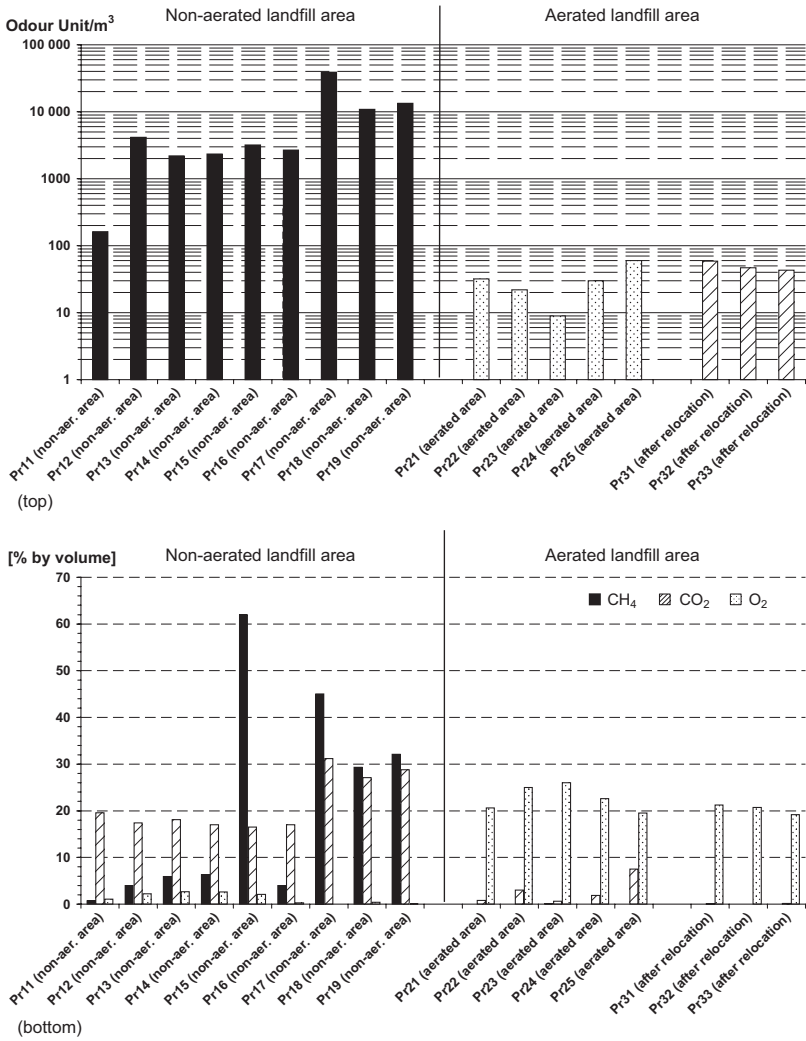 Non-aerated landfill area
Aerated landfill area
Odour Unit/m³
100 000
10 000
1000
100
10
1
Pr11 (non-aer. area)
Pr12 (non-aer. area)
Pr13 (non-aer. area)
Pr14 (non-aer. area)
Pr15 (non-aer. area)
Pr16 (non-aer. area)
Pr17 (non-aer. area)
Pr18 (non-aer. area)
Pr19 (non-aer. area)
Pr21 (aerated area)
Pr22 (aerated area)
Pr23 (aerated area)
Pr24 (aerated area)
Pr25 (aerated area)
Pr31 (after relocation)
Pr32 (after relocation)
Pr33 (after relocation)
(top)
[% by volume]
Non-aerated landfill area
Aerated landfill area
70
60
50
40
30
20
10
0
CH₄ CO₂ O₂
Pr11 (non-aer. area)
Pr12 (non-aer. area)
Pr13 (non-aer. area)
Pr14 (non-aer. area)
Pr15 (non-aer. area)
Pr16 (non-aer. area)
Pr17 (non-aer. area)
Pr18 (non-aer. area)
Pr19 (non-aer. area)
Pr21 (aerated area)
Pr22 (aerated area)
Pr23 (aerated area)
Pr24 (aerated area)
Pr25 (aerated area)
Pr31 (after relocation)
Pr32 (after relocation)
Pr33 (after relocation)
(bottom)